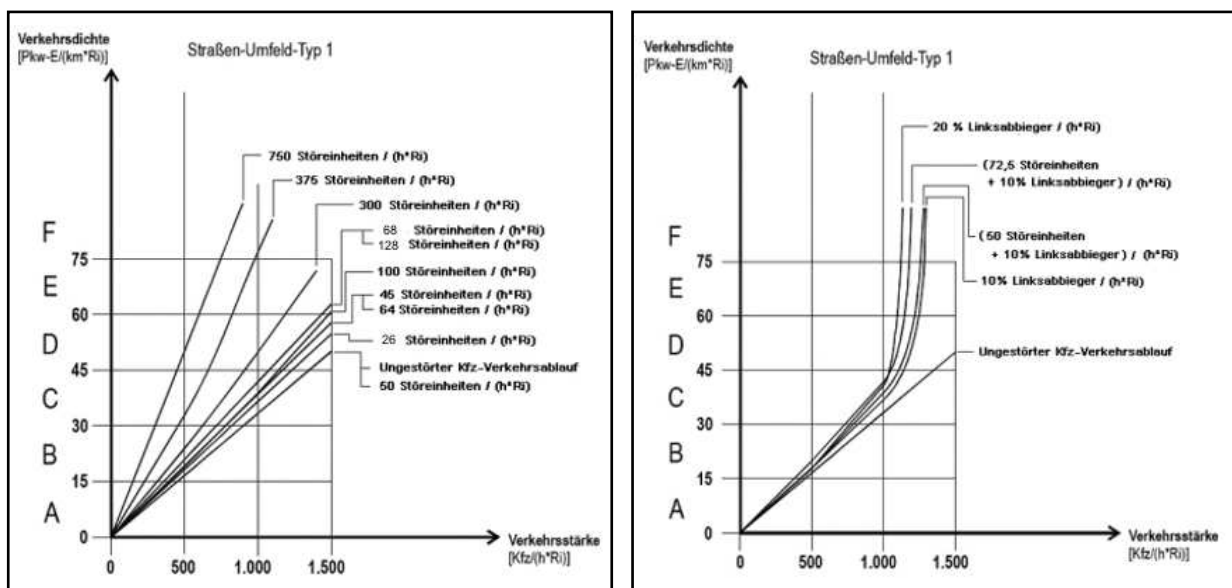 Verkehrsdichte
[Pkw-E/(km*Ri)]
Straßen-Umfeld-Typ 1
750 Störeinheiten / (h*Ri)
375 Störeinheiten / (h*Ri)
300 Störeinheiten / (h*Ri)
68 Störeinheiten / (h*Ri)
128 Störeinheiten / (h*Ri)
100 Störeinheiten / (h*Ri)
45 Störeinheiten / (h*Ri)
64 Störeinheiten / (h*Ri)
26 Störeinheiten / (h*Ri)
Ungestörter Kfz-Verkehrsablauf
50 Störeinheiten / (h*Ri)
F
75
E
60
D
45
C
30
B
15
A
0
0 500 1.000 1.500
Verkehrsstärke
[Kfz/(h*Ri)]
Verkehrsdichte
[Pkw-E/(km*Ri)]
Straßen-Umfeld-Typ 1
20 % Linksabbieger / (h*Ri)
(72,5 Störeinheiten
+ 10% Linksabbieger) / (h*Ri)
(50 Störeinheiten
+ 10% Linksabbieger) / (h*Ri)
10% Linksabbieger / (h*Ri)
Ungestörter Kfz-Verkehrsablauf
F
75
E
60
D
45
C
30
B
15
A
0
0 500 1.000 1.500
Verkehrsstärke
[Kfz/(h*Ri)]